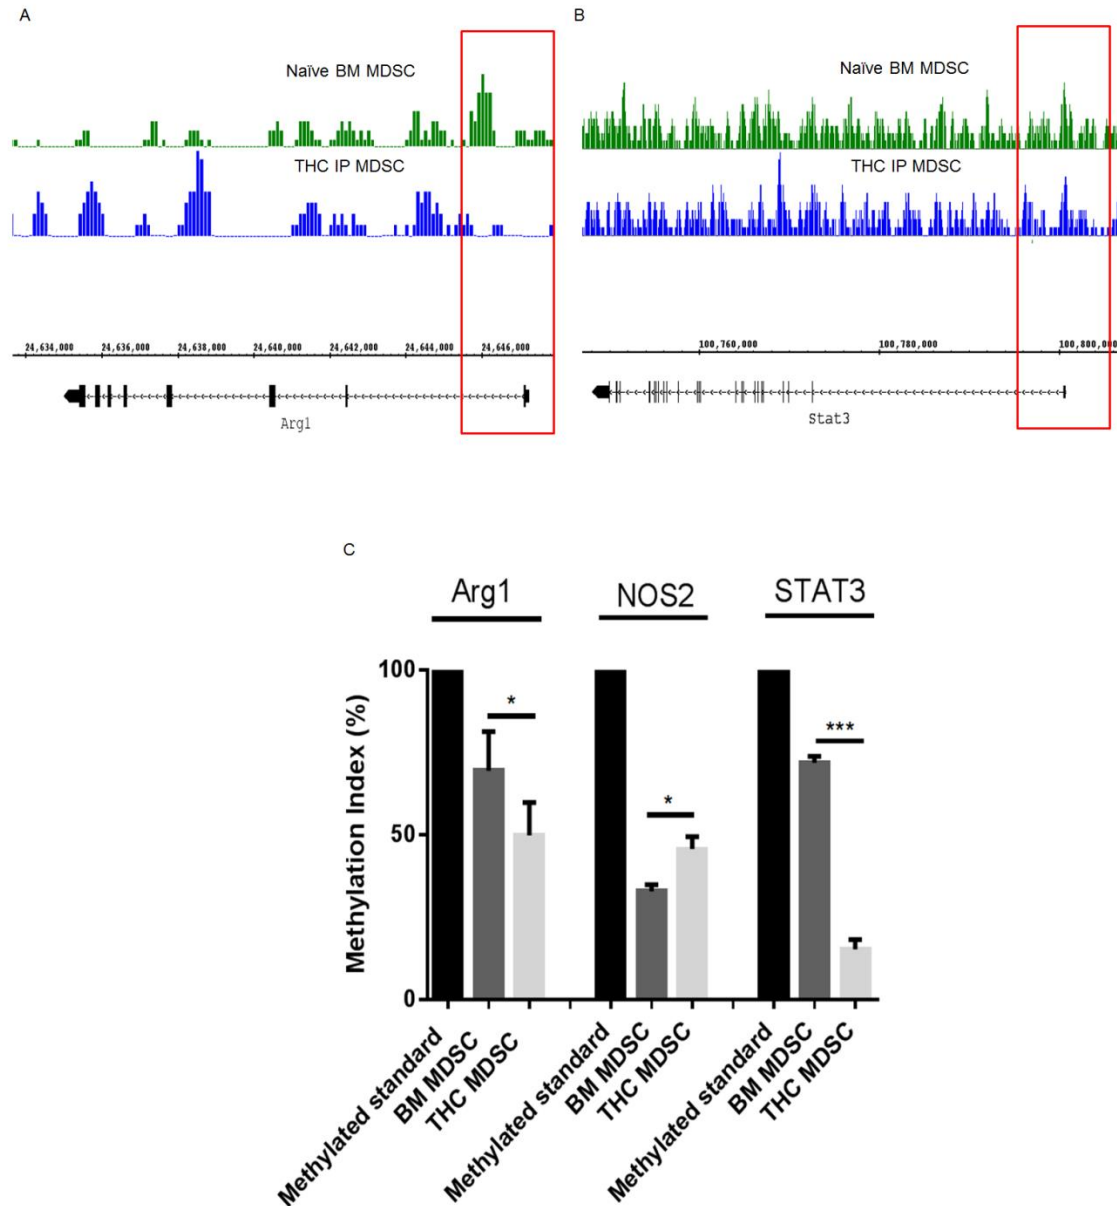 A
Naïve BM MDSC
THC IP MDSC
24,634,000 24,636,000 24,638,000 24,640,000 24,642,000 24,644,000 24,646,000
Arg1
B
Naïve BM MDSC
THC IP MDSC
100,760,000 100,780,000 100,800,000
Stat3
C
Arg1 NOS2 STAT3
Methylation Index (%)
100
50
0
* * ***
Methylated standard
BM MDSC
THC MDSC
Methylated standard
BM MDSC
THC MDSC
Methylated standard
BM MDSC
THC MDSC